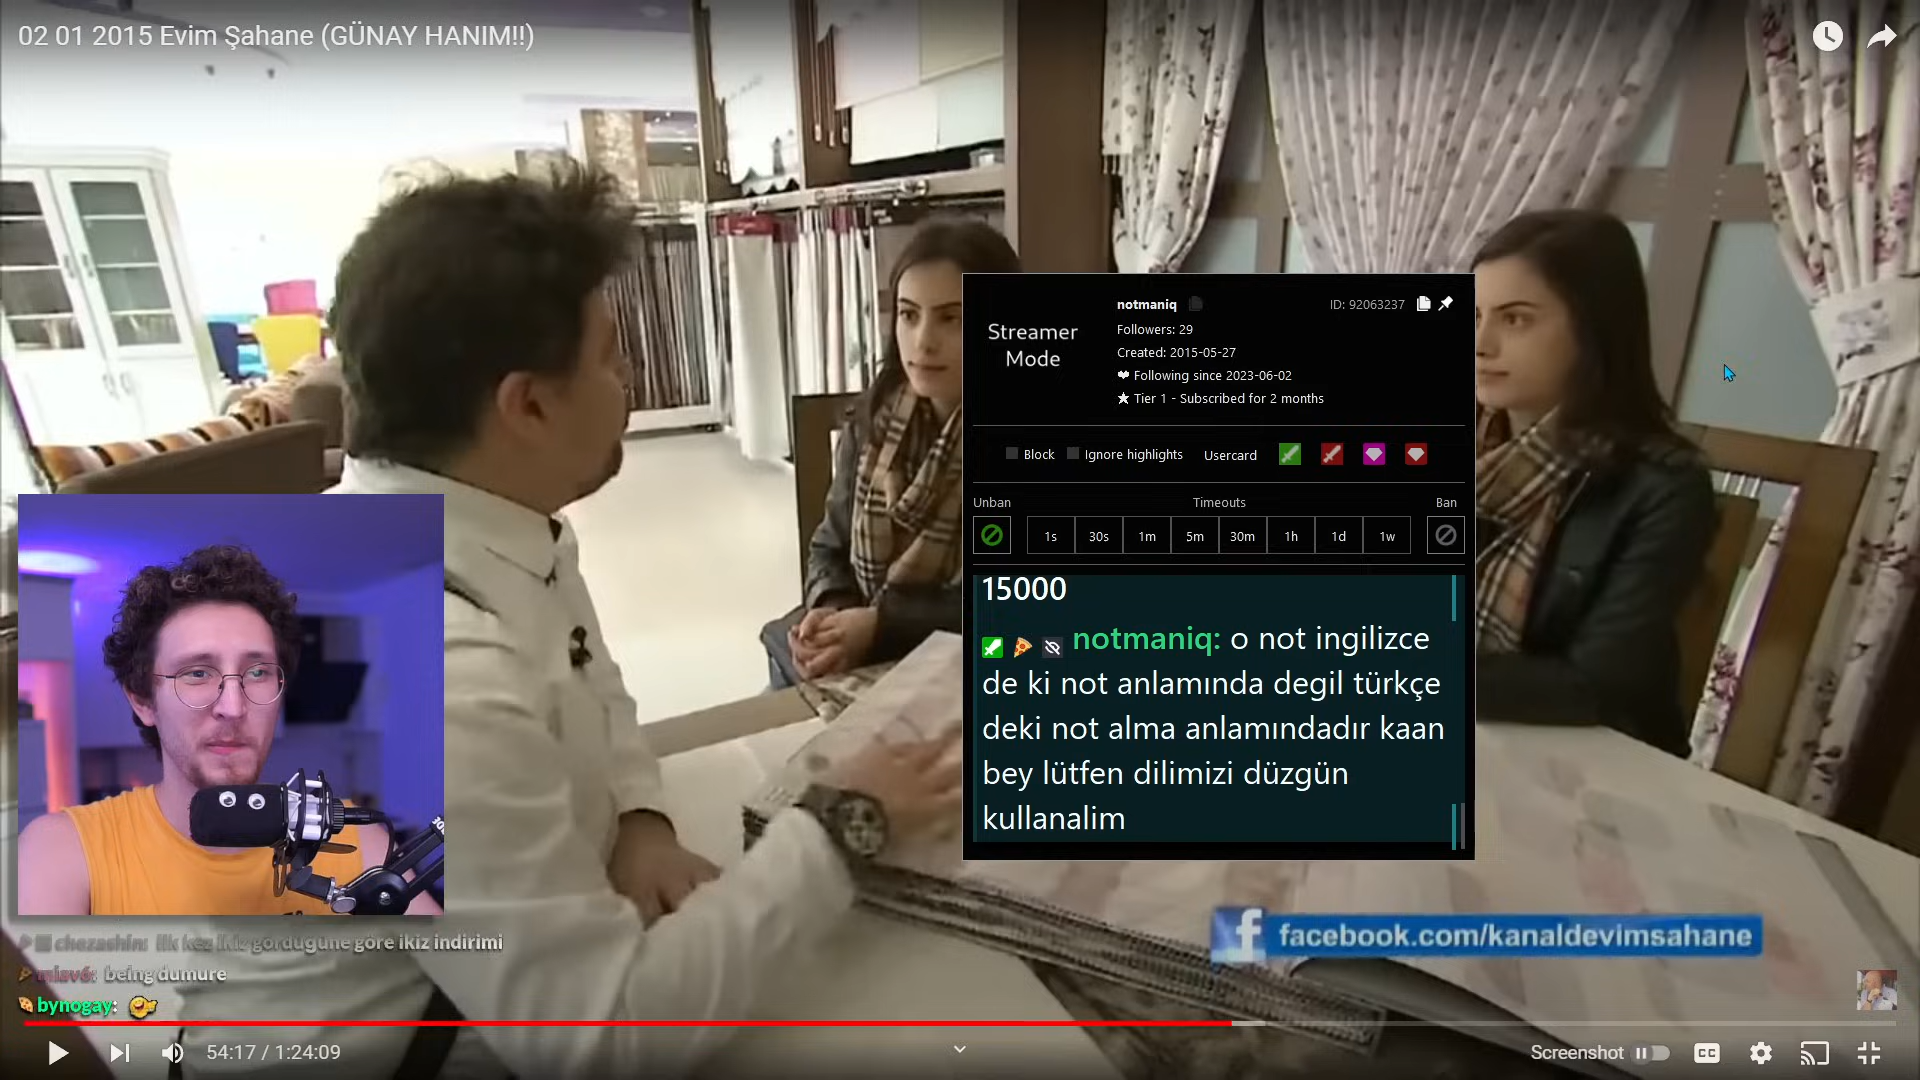 02 01 2015 Evim Şahane (GÜNAY HANIM!!)
notmaniq
ID: 92063237
Streamer
Mode
Followers: 29
Created: 2015-05-27
Following since 2023-06-02
Tier 1 - Subscribed for 2 months
Block
Ignore highlights
Usercard
Unban
Timeouts
Ban
1s
30s
1m
5m
30m
1h
1d
1w
15000
notmaniq: o not ingilizce
de ki not anlamında degil türkçe
deki not alma anlamındadır kaan
bey lütfen dilimizi düzgün
kullanalim
facebook.com/kanaldevimsahane
chezashin: ilk kez ikiz gördüğüne göre ikiz indirimi
being dumure
bynogay:
54:17 / 1:24:09
Screenshot
CC